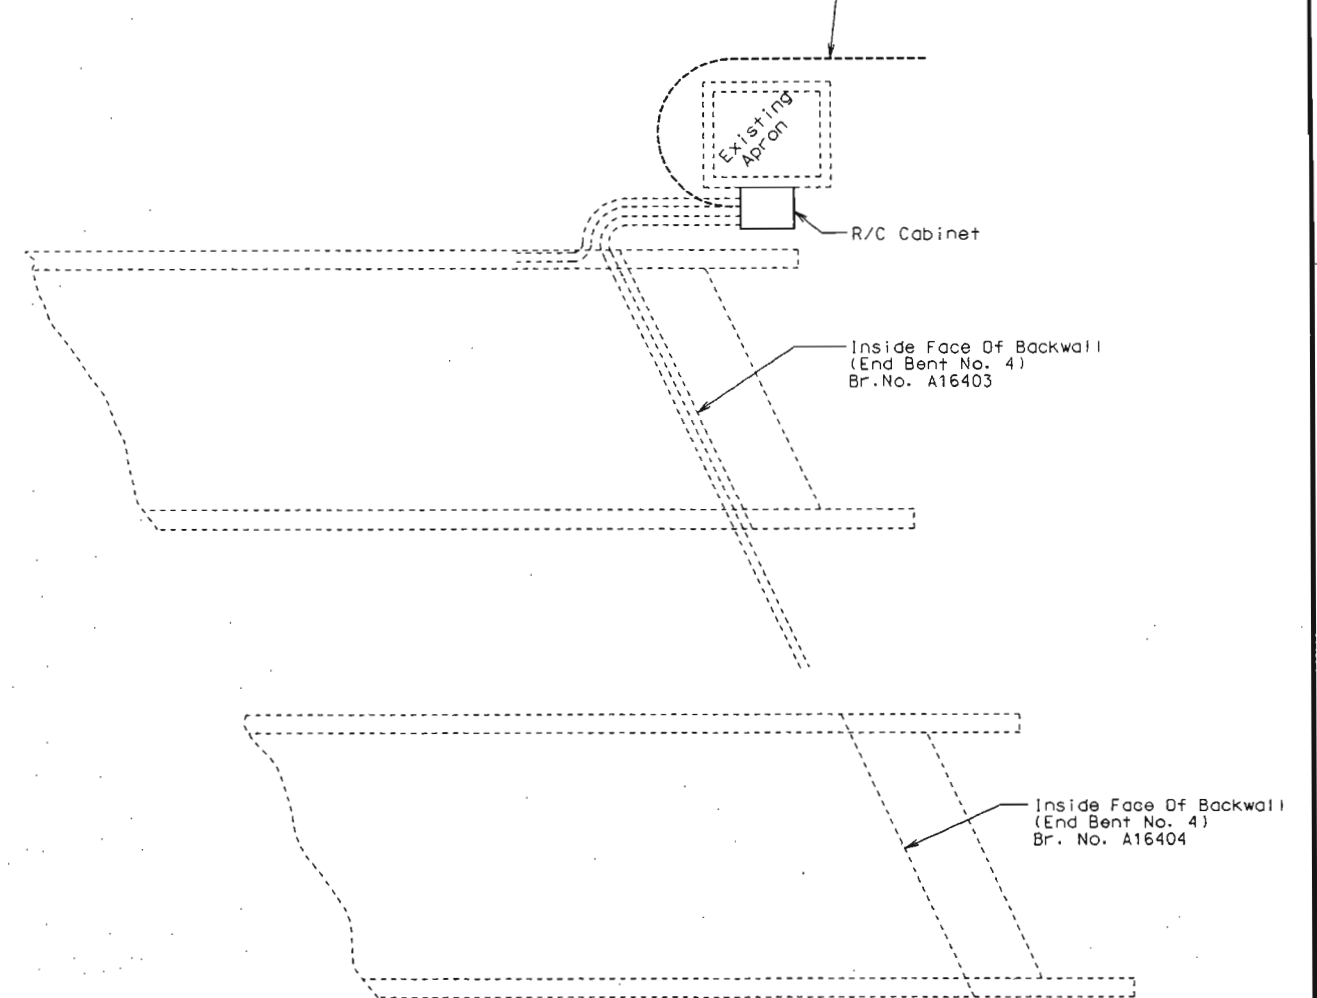 Existing
Apron
R/C Cabinet
Inside Face Of Backwall
(End Bent No. 4)
Br.No. A16403
Inside Face Of Backwall
(End Bent No. 4)
Br. No. A16404